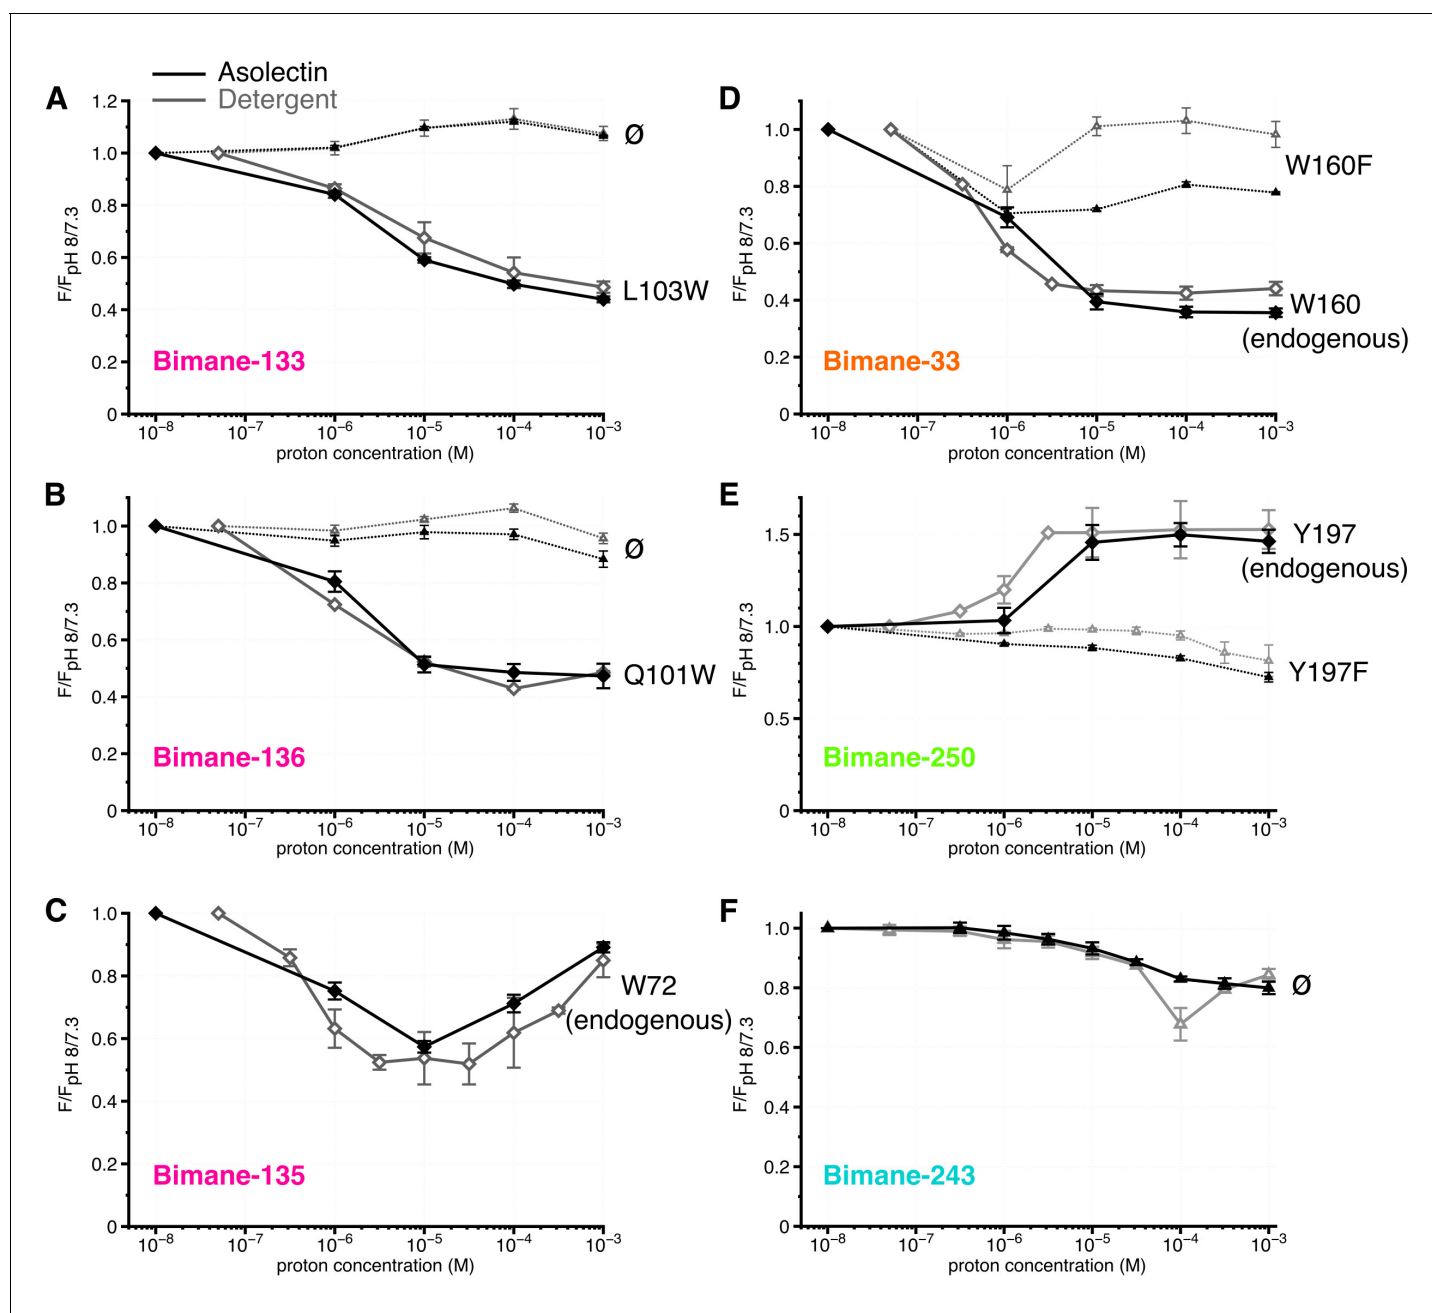 Asolectin
Detergent
A
1.2
1.0
0.8
0.6
0.4
0.2
0
F/FpH 8/7.3
Ø
L103W
Bimane-133
10⁻⁸ 10⁻⁷ 10⁻⁶ 10⁻⁵ 10⁻⁴ 10⁻³
proton concentration (M)
D
1.0
0.8
0.6
0.4
0.2
0
F/FpH 8/7.3
W160F
W160
(endogenous)
Bimane-33
10⁻⁸ 10⁻⁷ 10⁻⁶ 10⁻⁵ 10⁻⁴ 10⁻³
proton concentration (M)
B
1.0
0.8
0.6
0.4
0.2
0
F/FpH 8/7.3
Ø
Q101W
Bimane-136
10⁻⁸ 10⁻⁷ 10⁻⁶ 10⁻⁵ 10⁻⁴ 10⁻³
proton concentration (M)
E
1.5
1.0
0.5
0
F/FpH 8/7.3
Y197
(endogenous)
Y197F
Bimane-250
10⁻⁸ 10⁻⁷ 10⁻⁶ 10⁻⁵ 10⁻⁴ 10⁻³
proton concentration (M)
C
1.0
0.8
0.6
0.4
0.2
0
F/FpH 8/7.3
W72
(endogenous)
Bimane-135
10⁻⁸ 10⁻⁷ 10⁻⁶ 10⁻⁵ 10⁻⁴ 10⁻³
proton concentration (M)
F
1.0
0.8
0.6
0.4
0.2
0
F/FpH 8/7.3
Ø
Bimane-243
10⁻⁸ 10⁻⁷ 10⁻⁶ 10⁻⁵ 10⁻⁴ 10⁻³
proton concentration (M)